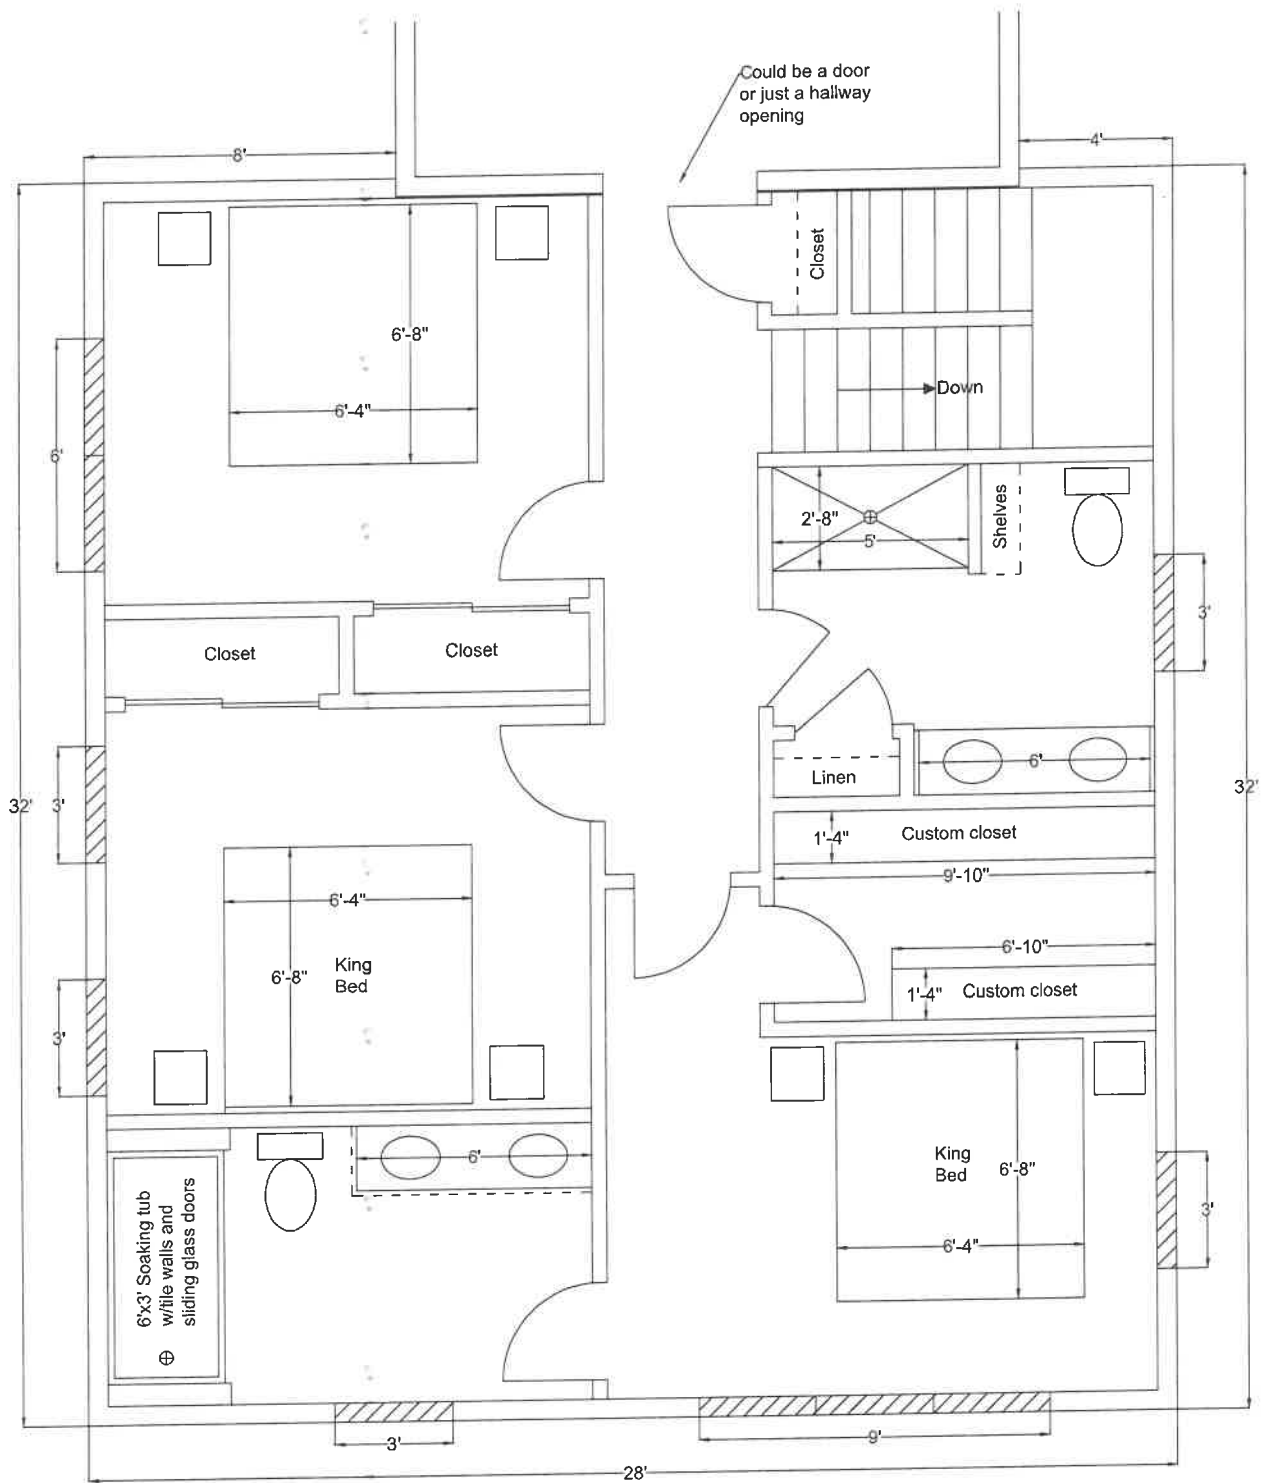 Could be a door
or just a hallway
opening
8'
4'
Closet
6'-8"
6'-4"
Down
6'
2'-8"
5'
Shelves
3'
Closet
Closet
32'
3'
6'
Linen
32'
1'-4"
Custom closet
9'-10"
6'-4"
6'-8"
King
Bed
6'-10"
1'-4"
Custom closet
3'
6'
King
Bed
6'-8"
6'-4"
3'
6'x3' Soaking tub
w/tile walls and
sliding glass doors
3'
9'
28'